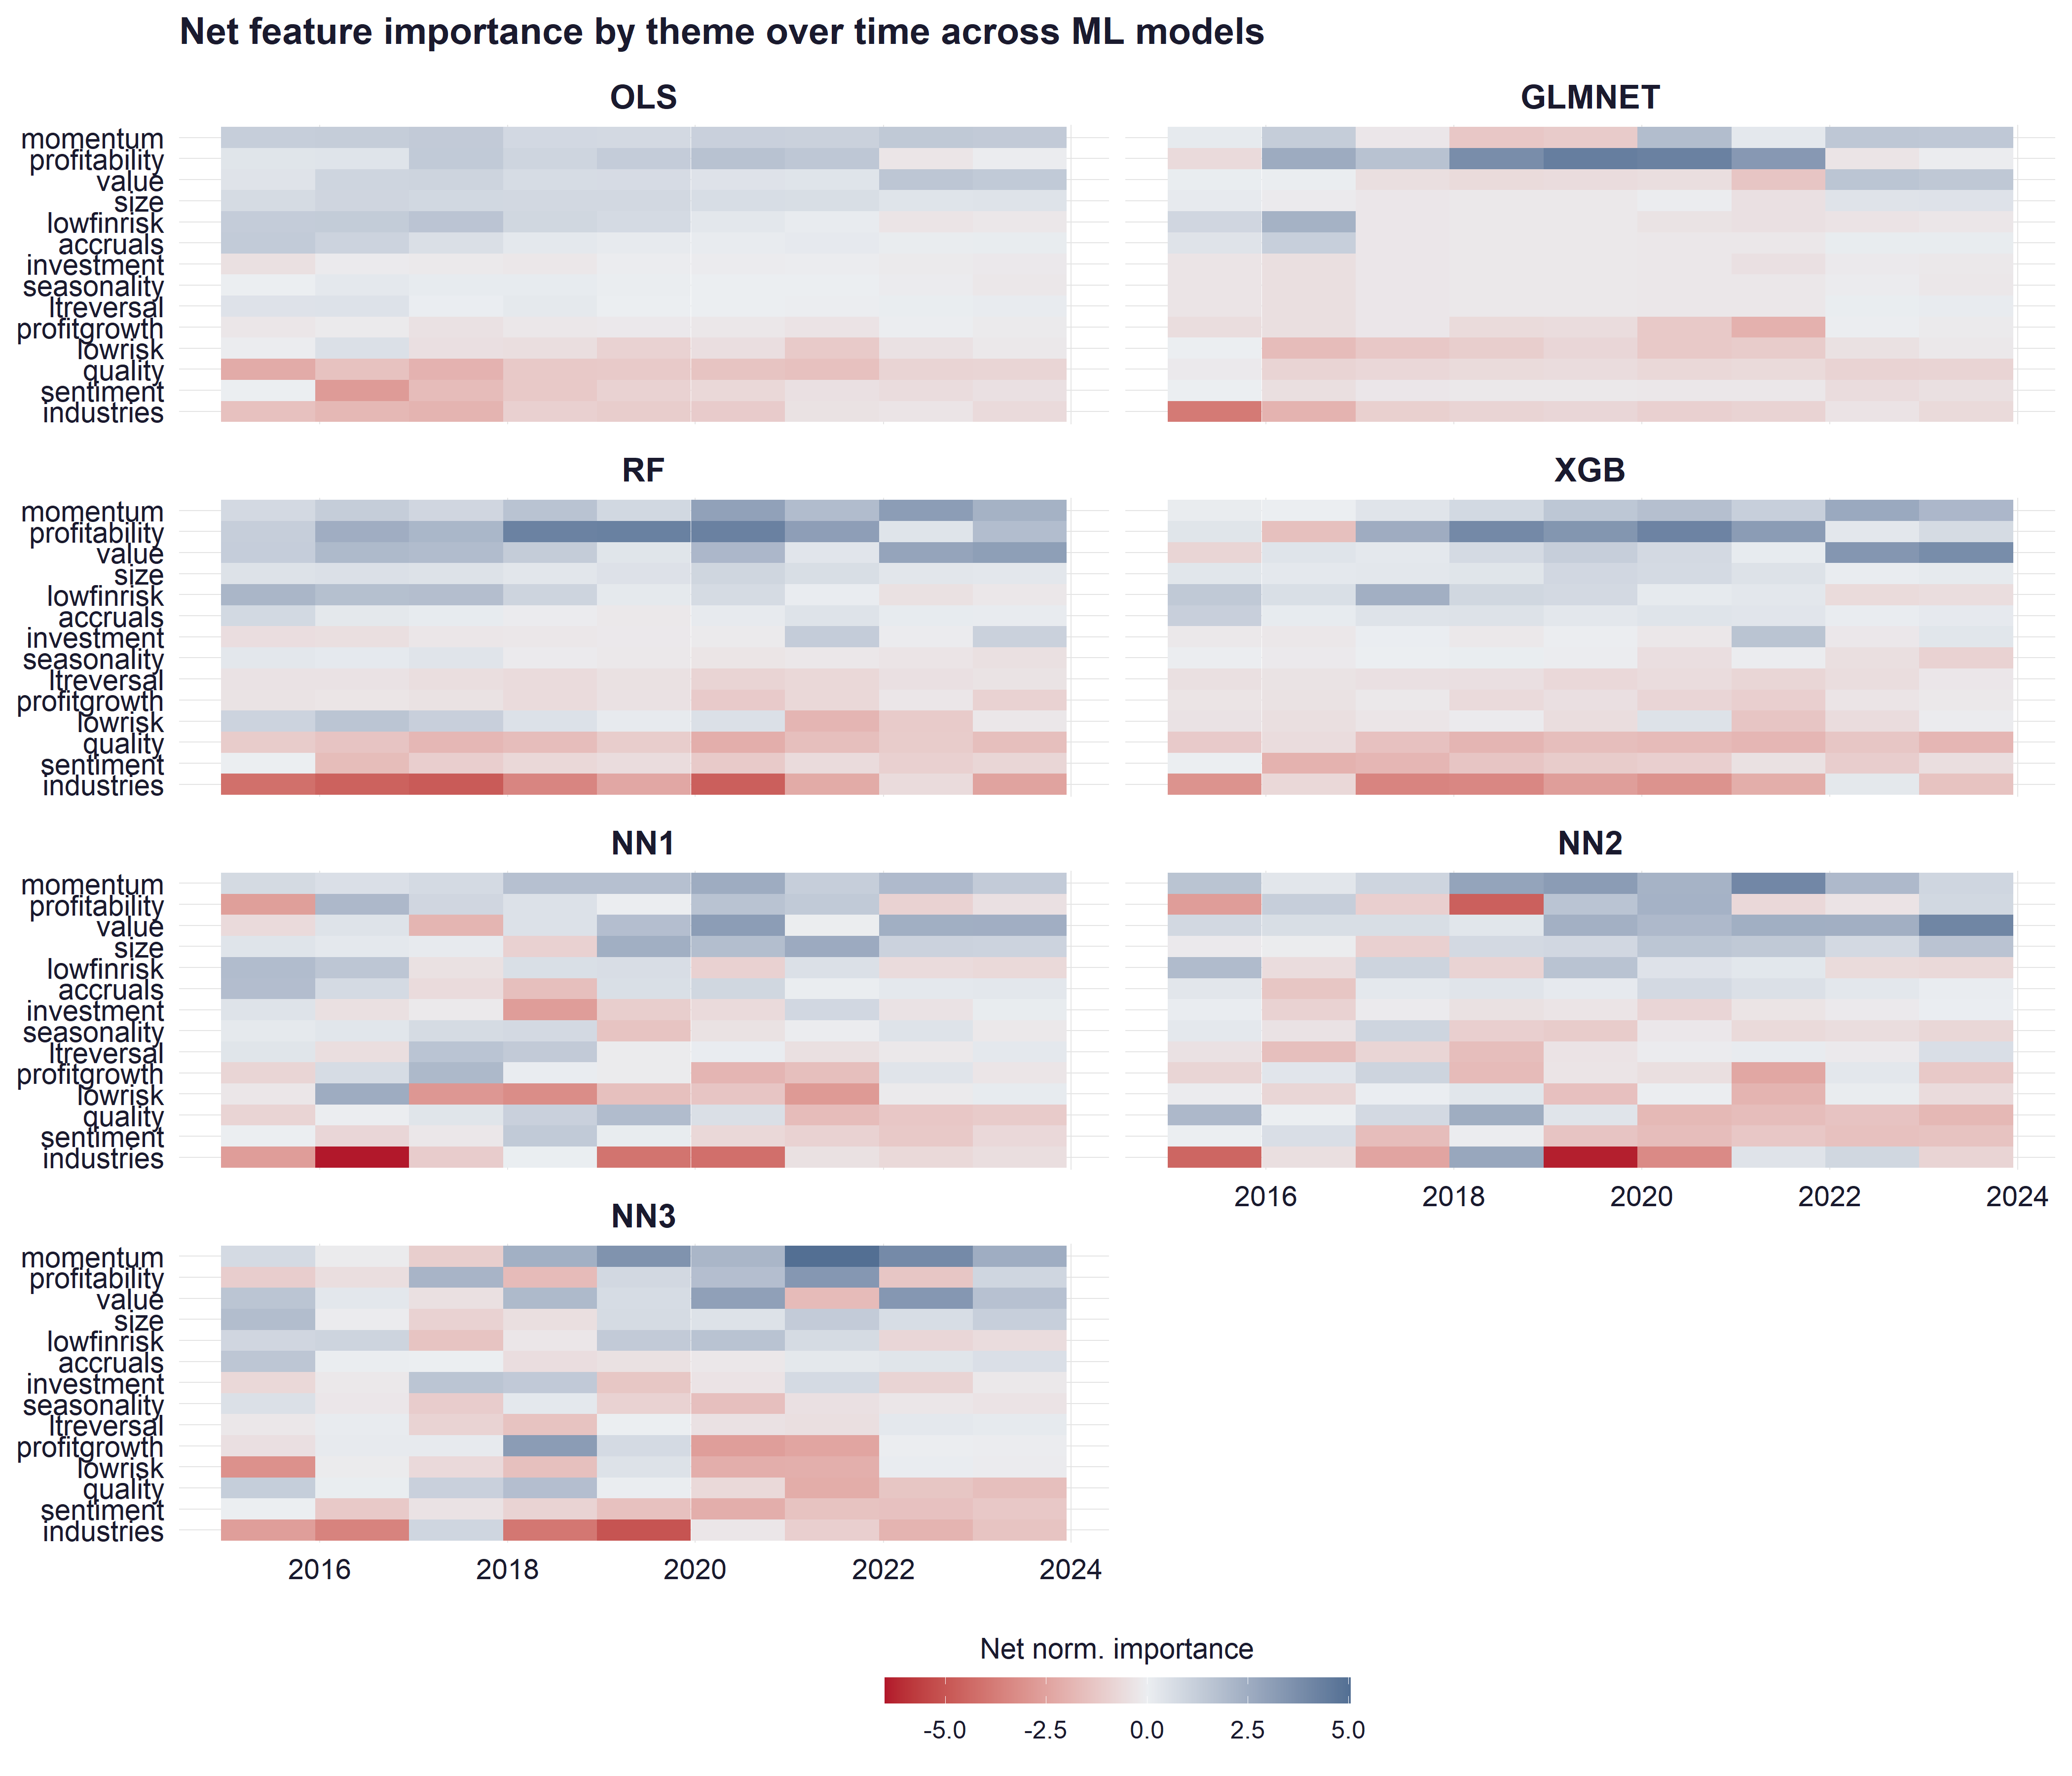 Net feature importance by theme over time across ML models
OLS
GLMNET
momentum
profitability
value
size
lowfinrisk
accruals
investment
seasonality
ltreversal
profitgrowth
lowrisk
quality
sentiment
industries
RF
XGB
momentum
profitability
value
size
lowfinrisk
accruals
investment
seasonality
ltreversal
profitgrowth
lowrisk
quality
sentiment
industries
NN1
NN2
momentum
profitability
value
size
lowfinrisk
accruals
investment
seasonality
ltreversal
profitgrowth
lowrisk
quality
sentiment
industries
2016 2018 2020 2022 2024
NN3
momentum
profitability
value
size
lowfinrisk
accruals
investment
seasonality
ltreversal
profitgrowth
lowrisk
quality
sentiment
industries
2016 2018 2020 2022 2024
Net norm. importance
-5.0 -2.5 0.0 2.5 5.0